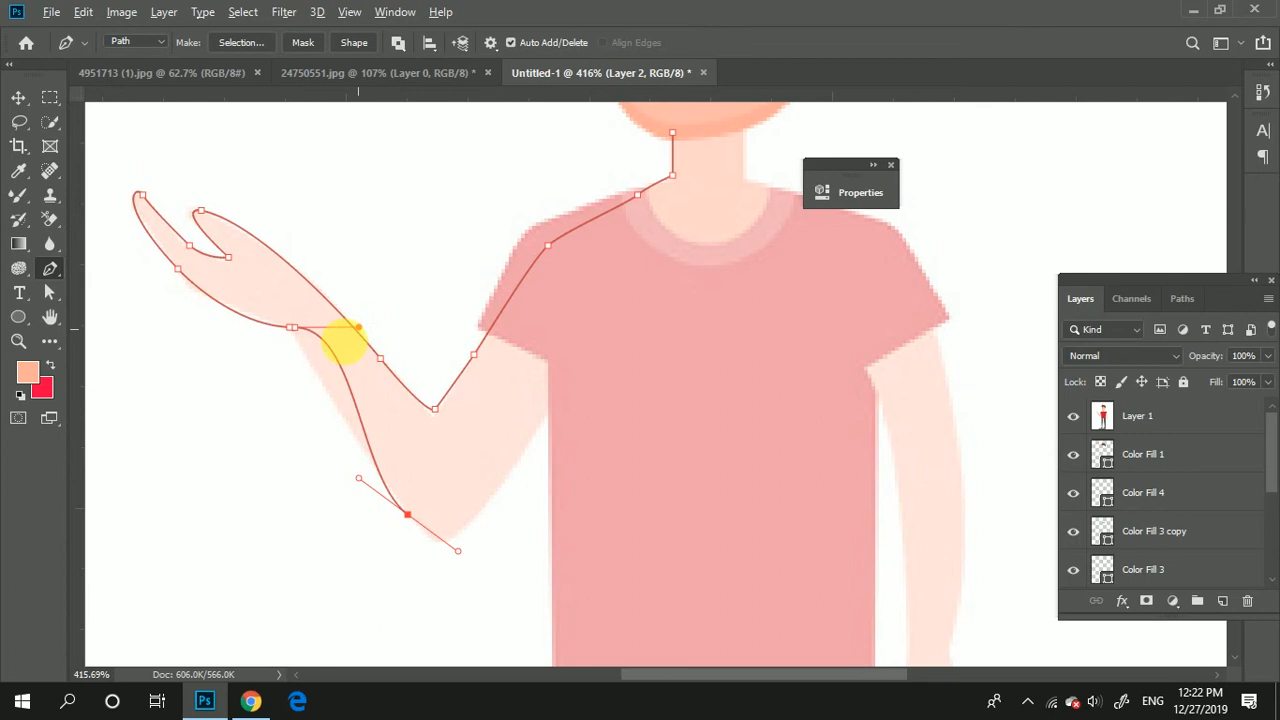 Ps File Edit Image Layer Type Select Filter 3D View Window Help
Path Make: Selection... Mask Shape Auto Add/Delete Align Edges
4951713 (1).jpg @ 62.7% (RGB/8#) 24750551.jpg @ 107% (Layer 0, RGB/8) * Untitled-1 @ 416% (Layer 2, RGB/8) *
Properties
Layers Channels Paths
Kind
Normal Opacity: 100%
Lock: Fill: 100%
Layer 1
Color Fill 1
Color Fill 4
Color Fill 3 copy
Color Fill 3
fx
415.69% Doc: 606.0K/566.0K
Ps ENG 12:22 PM
12/27/2019